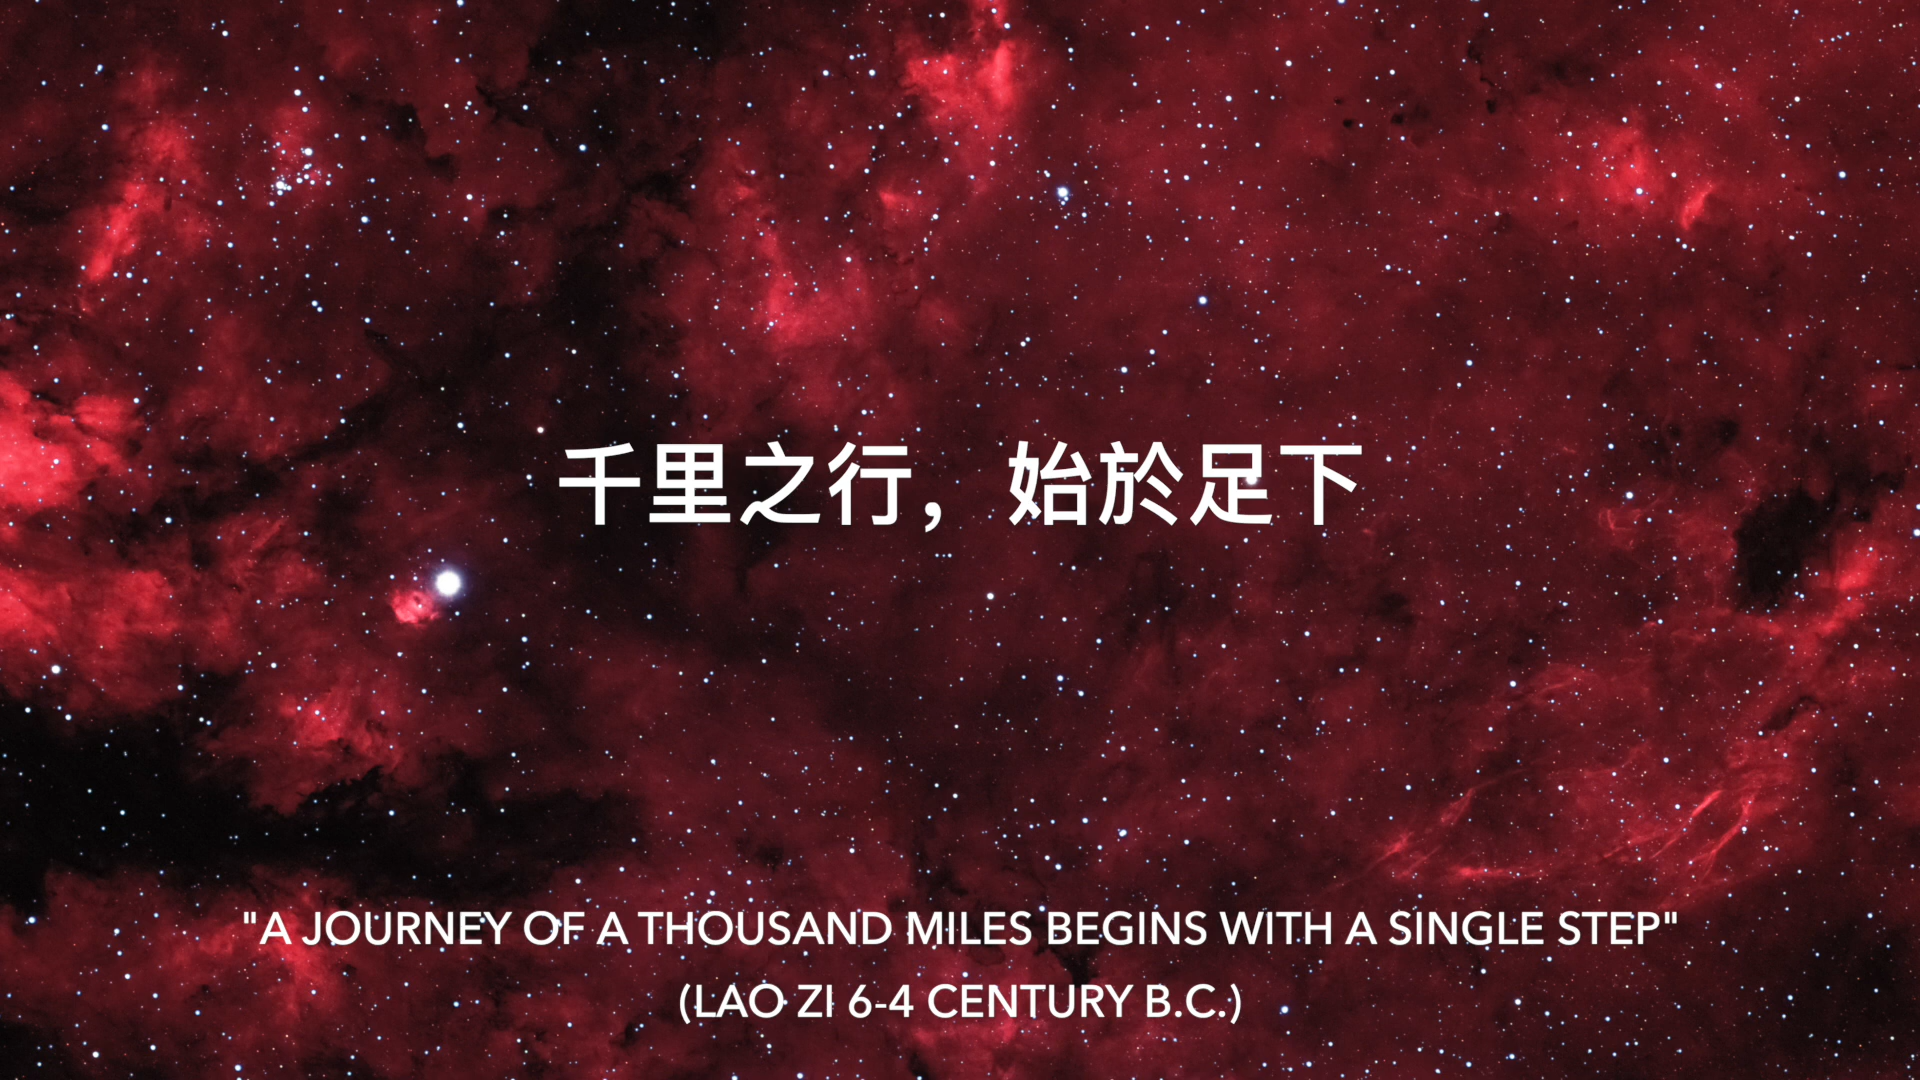 千里之行，始於足下
"A JOURNEY OF A THOUSAND MILES BEGINS WITH A SINGLE STEP"
(LAO ZI 6-4 CENTURY B.C.)